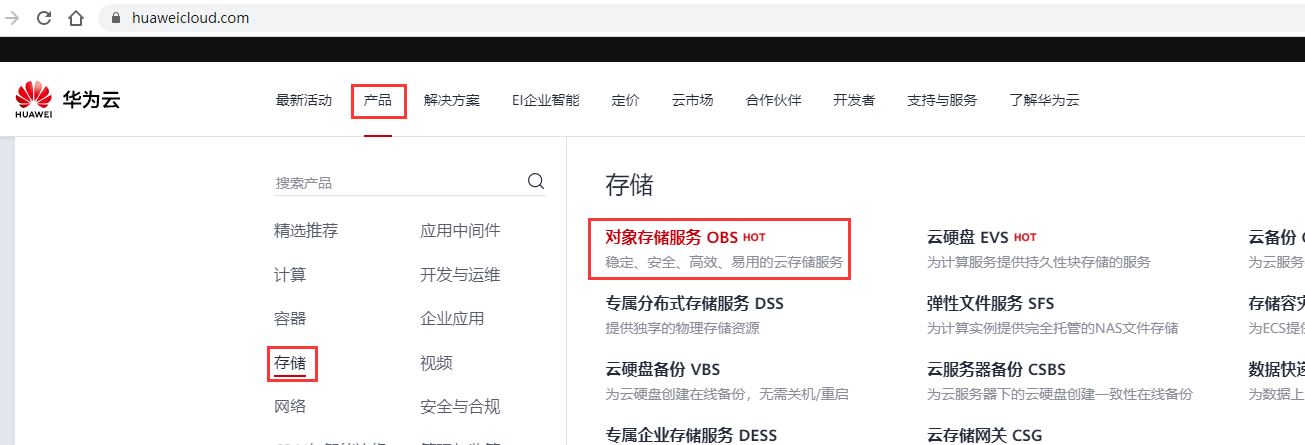 huaweicloud.com
HUAWEI
华为云
最新活动 产品 解决方案 EI企业智能 定价 云市场 合作伙伴 开发者 支持与服务 了解华为云
搜索产品
精选推荐 应用中间件
计算 开发与运维
容器 企业应用
存储 视频
网络 安全与合规
存储
对象存储服务 OBS HOT 云硬盘 EVS HOT 云备份
稳定、安全、高效、易用的云存储服务 为计算服务提供持久性块存储的服务 为云服务
专属分布式存储服务 DSS 弹性文件服务 SFS 存储容灾
提供独享的物理存储资源 为计算实例提供完全托管的NAS文件存储 为ECS提供
云硬盘备份 VBS 云服务器备份 CSBS 数据快递
为云硬盘创建在线备份，无需关机/重启 为云服务器下的云硬盘创建一致性在线备份 为数据上
专属企业存储服务 DESS 云存储网关 CSG